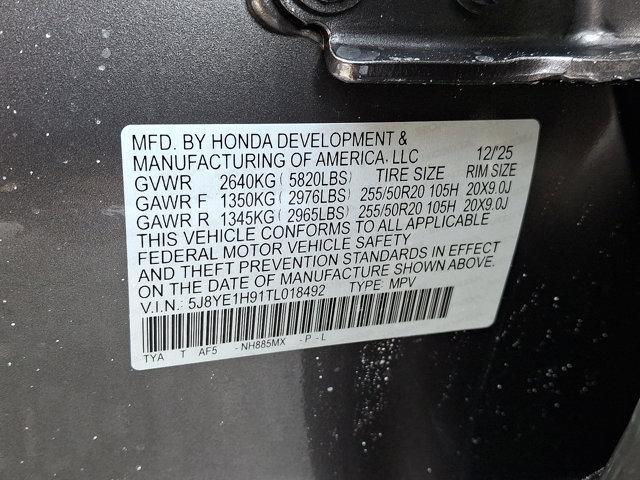 MFD. BY HONDA DEVELOPMENT &
MANUFACTURING OF AMERICA, LLC 12/'25
GVWR 2640KG ( 5820LBS) TIRE SIZE RIM SIZE
GAWR F 1350KG ( 2976LBS) 255/50R20 105H 20X9.0J
GAWR R 1345KG ( 2965LBS) 255/50R20 105H 20X9.0J
THIS VEHICLE CONFORMS TO ALL APPLICABLE
FEDERAL MOTOR VEHICLE SAFETY
AND THEFT PREVENTION STANDARDS IN EFFECT
ON THE DATE OF MANUFACTURE SHOWN ABOVE.
V.I.N.: 5J8YE1H91TL018492 TYPE: MPV
TYA T AF5 -NH885MX -P-L